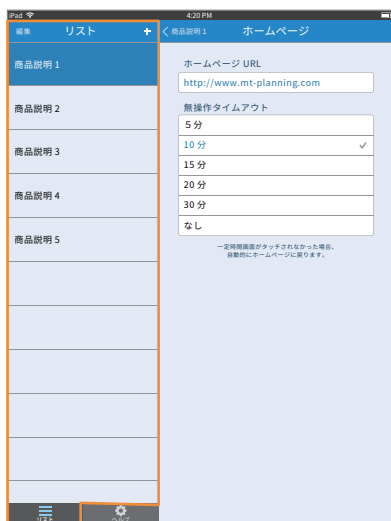 iPad
4:20 PM
編集
リスト
+
商品説明 1
ホームページ
商品説明 1
商品説明 2
商品説明 3
商品説明 4
商品説明 5
ホームページ URL
http://www.mt-planning.com
無操作タイムアウト
5分
10 分
15 分
20 分
30 分
なし
一定時間画面がタッチされなかった場合、
自動的にホームページに戻ります。
リスト
ヘルプ